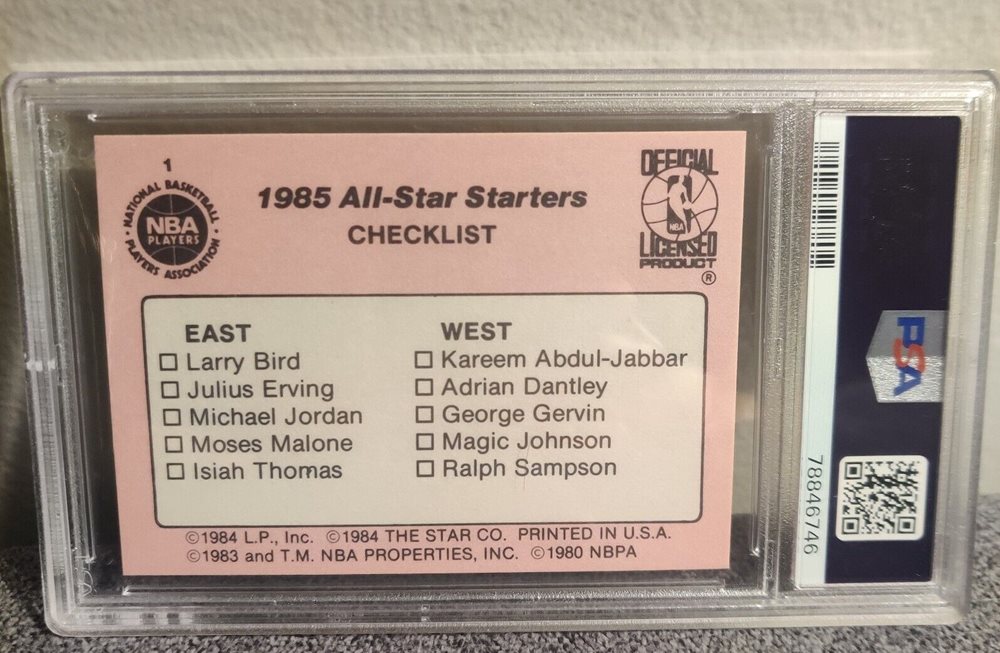 1
NATIONAL BASKETBALL
NBA
PLAYERS
PLAYERS ASSOCIATION
1985 All-Star Starters
CHECKLIST
OFFICIAL
NBA
LICENSED
PRODUCT
®
EAST
☐ Larry Bird
☐ Julius Erving
☐ Michael Jordan
☐ Moses Malone
☐ Isiah Thomas
WEST
☐ Kareem Abdul-Jabbar
☐ Adrian Dantley
☐ George Gervin
☐ Magic Johnson
☐ Ralph Sampson
©1984 L.P., Inc. ©1984 THE STAR CO. PRINTED IN U.S.A.
©1983 and T.M. NBA PROPERTIES, INC. ©1980 NBPA
PSA
78846746